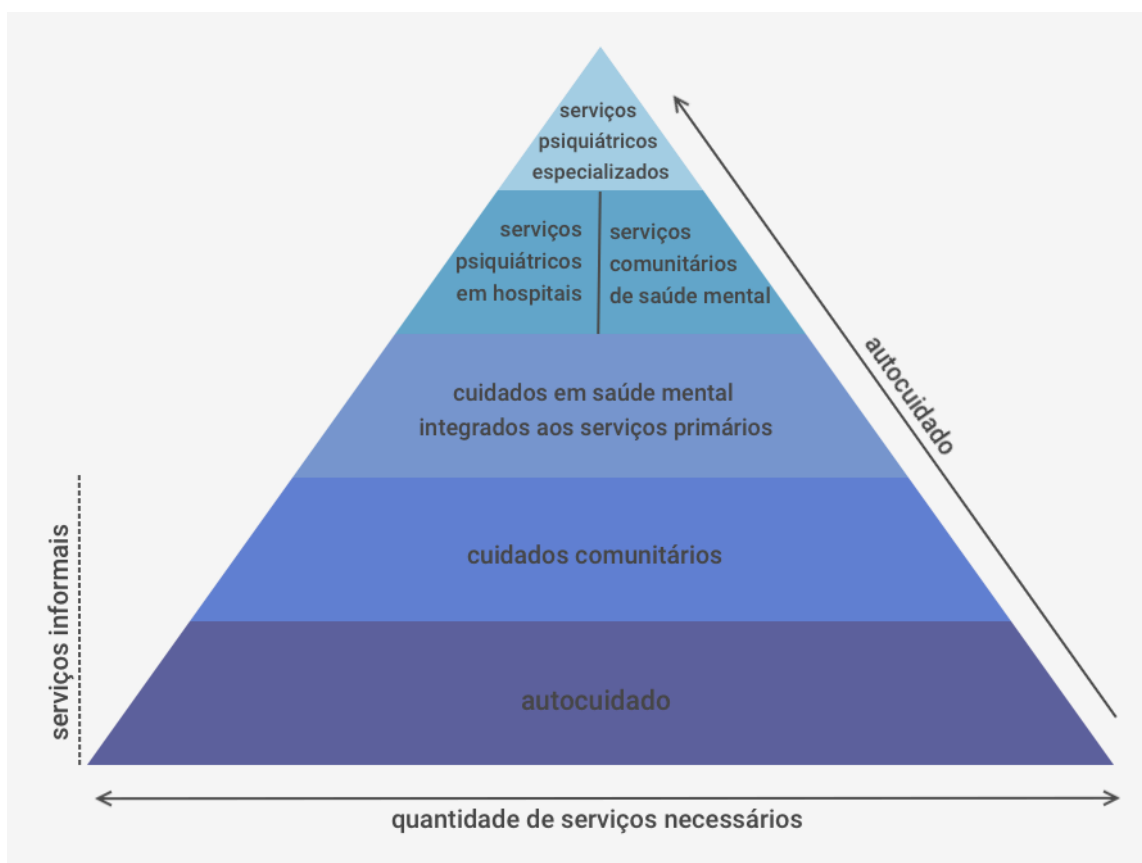 serviços
psiquiátricos
especializados
serviços
psiquiátricos
em hospitais
serviços
comunitários
de saúde mental
cuidados em saúde mental
integrados aos serviços primários
cuidados comunitários
autocuidado
serviços informais
autocuidado
quantidade de serviços necessários